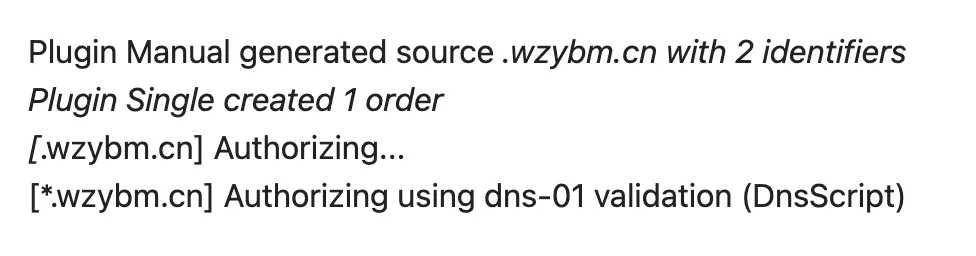 Plugin Manual generated source .wzybm.cn with 2 identifiers
Plugin Single created 1 order
[.wzybm.cn] Authorizing...
[*.wzybm.cn] Authorizing using dns-01 validation (DnsScript)